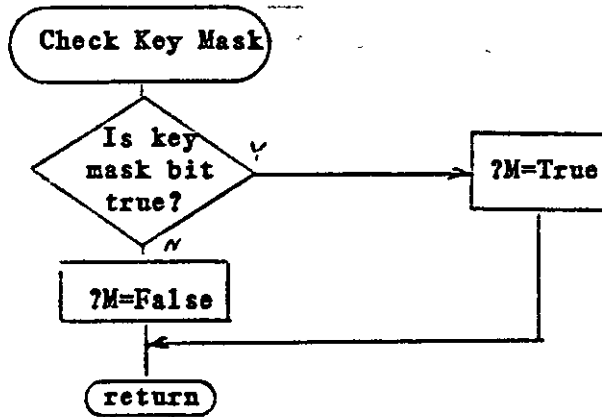 Check Key Mask
Is key
mask bit
true?
Y
?M=True
N
?M=False
return